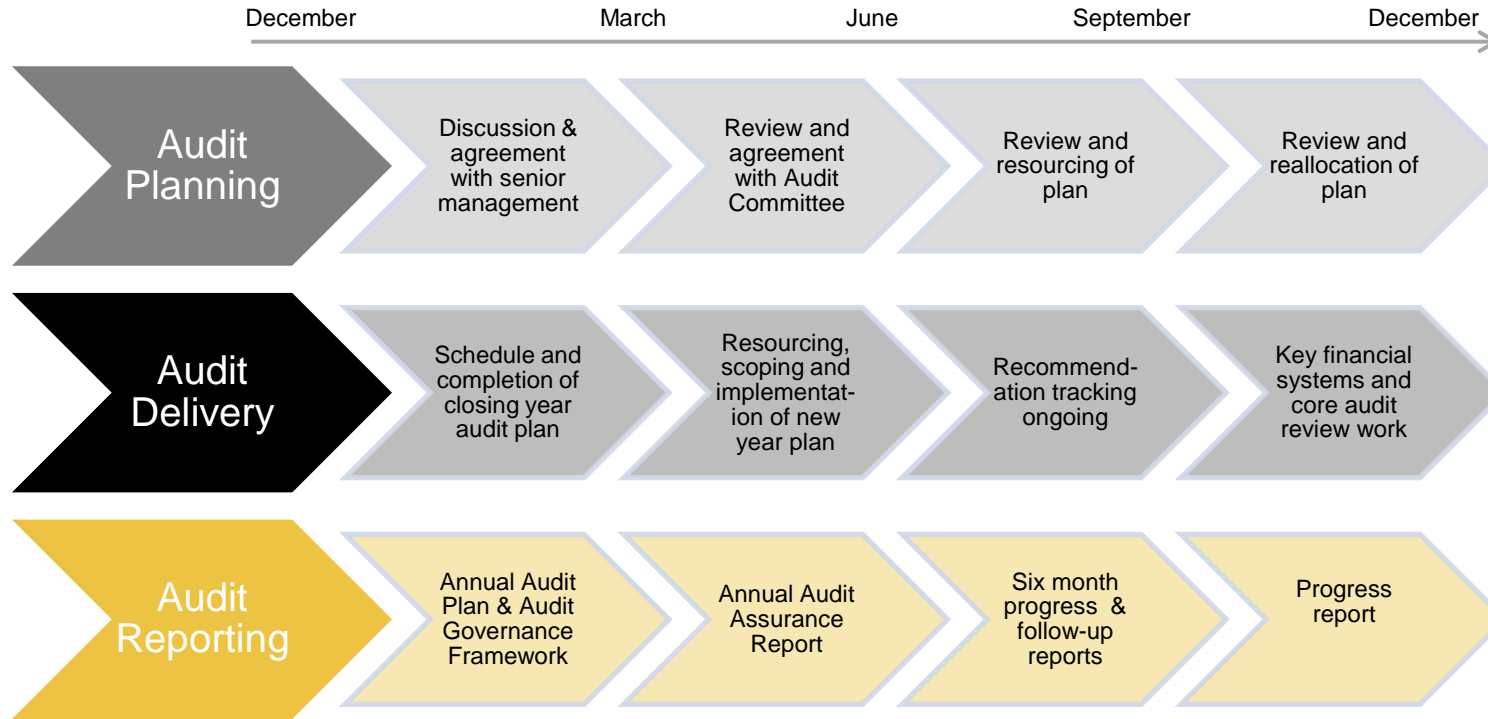 December March June September December
Audit
Planning
Discussion &
agreement
with senior
management
Review and
agreement
with Audit
Committee
Review and
resourcing of
plan
Review and
reallocation of
plan
Audit
Delivery
Schedule and
completion of
closing year
audit plan
Resourcing,
scoping and
implementat-
ion of new
year plan
Recommend-
ation tracking
ongoing
Key financial
systems and
core audit
review work
Audit
Reporting
Annual Audit
Plan & Audit
Governance
Framework
Annual Audit
Assurance
Report
Six month
progress &
follow-up
reports
Progress
report